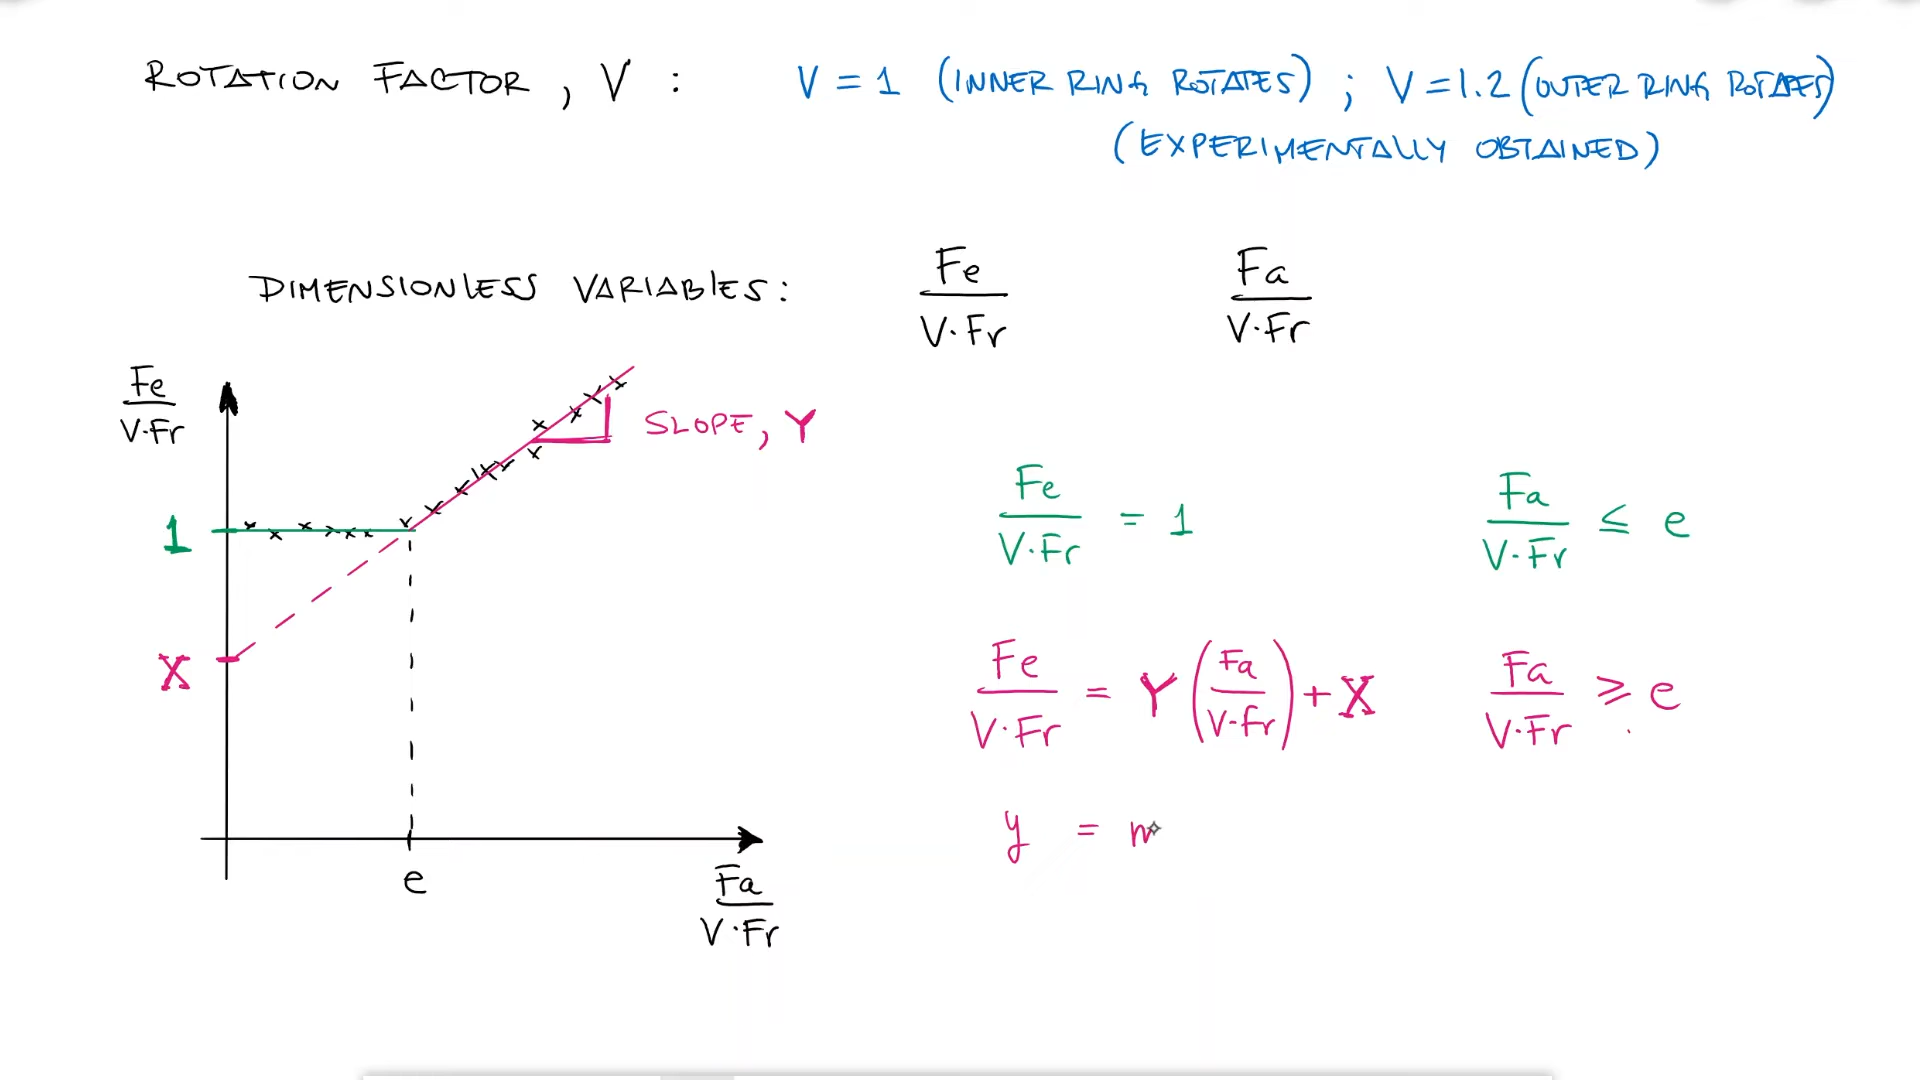 ROTATION FACTOR, V : V = 1 (INNER RING ROTATES) ; V = 1.2 (OUTER RING ROTATES)
(EXPERIMENTALLY OBTAINED)
DIMENSIONLESS VARIABLES: Fe/V·Fr Fa/V·Fr
Fe/V·Fr
SLOPE, Y
1
X
e
Fa/V·Fr
Fe/V·Fr = 1 Fa/V·Fr ≤ e
Fe/V·Fr = Y(Fa/V·Fr) + X Fa/V·Fr ≥ e
y = m